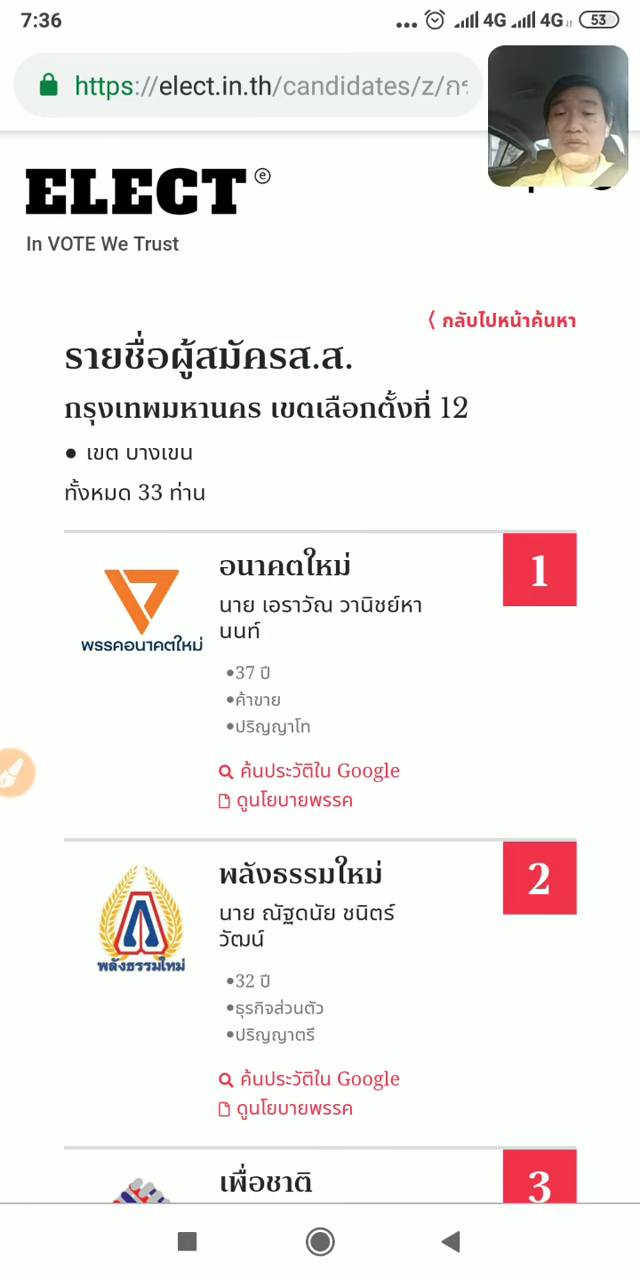 7:36
4G 4G 53
https://elect.in.th/candidates/z/
ELECT e
In VOTE We Trust
กลับไปหน้าค้นหา
รายชื่อผู้สมัครส.ส.
กรุงเทพมหานคร เขตเลือกตั้งที่ 12
• เขต บางเขน
ทั้งหมด 33 ท่าน
อนาคตใหม่ 1
นาย เอราวัณ วานิชย์หา
นนท์
พรรคอนาคตใหม่
•37 ปี
•ค้าขาย
•ปริญญาโท
ค้นประวัติใน Google
ดูนโยบายพรรค
พลังธรรมใหม่ 2
นาย ณัฐดนัย ชนิตร์
วัฒน์
พลังธรรมใหม่
•32 ปี
•ธุรกิจส่วนตัว
•ปริญญาตรี
ค้นประวัติใน Google
ดูนโยบายพรรค
เพื่อชาติ 3